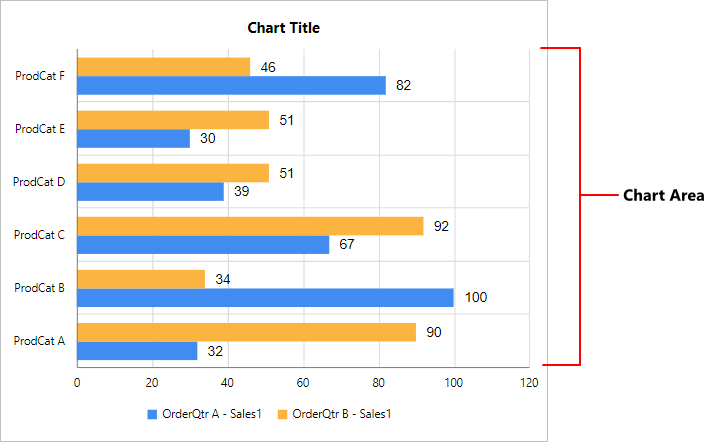 Chart Title
ProdCat F
46
82
ProdCat E
51
30
ProdCat D
51
39
ProdCat C
92
67
ProdCat B
34
100
ProdCat A
90
32
0 20 40 60 80 100 120
OrderQtr A - Sales1 OrderQtr B - Sales1
Chart Area